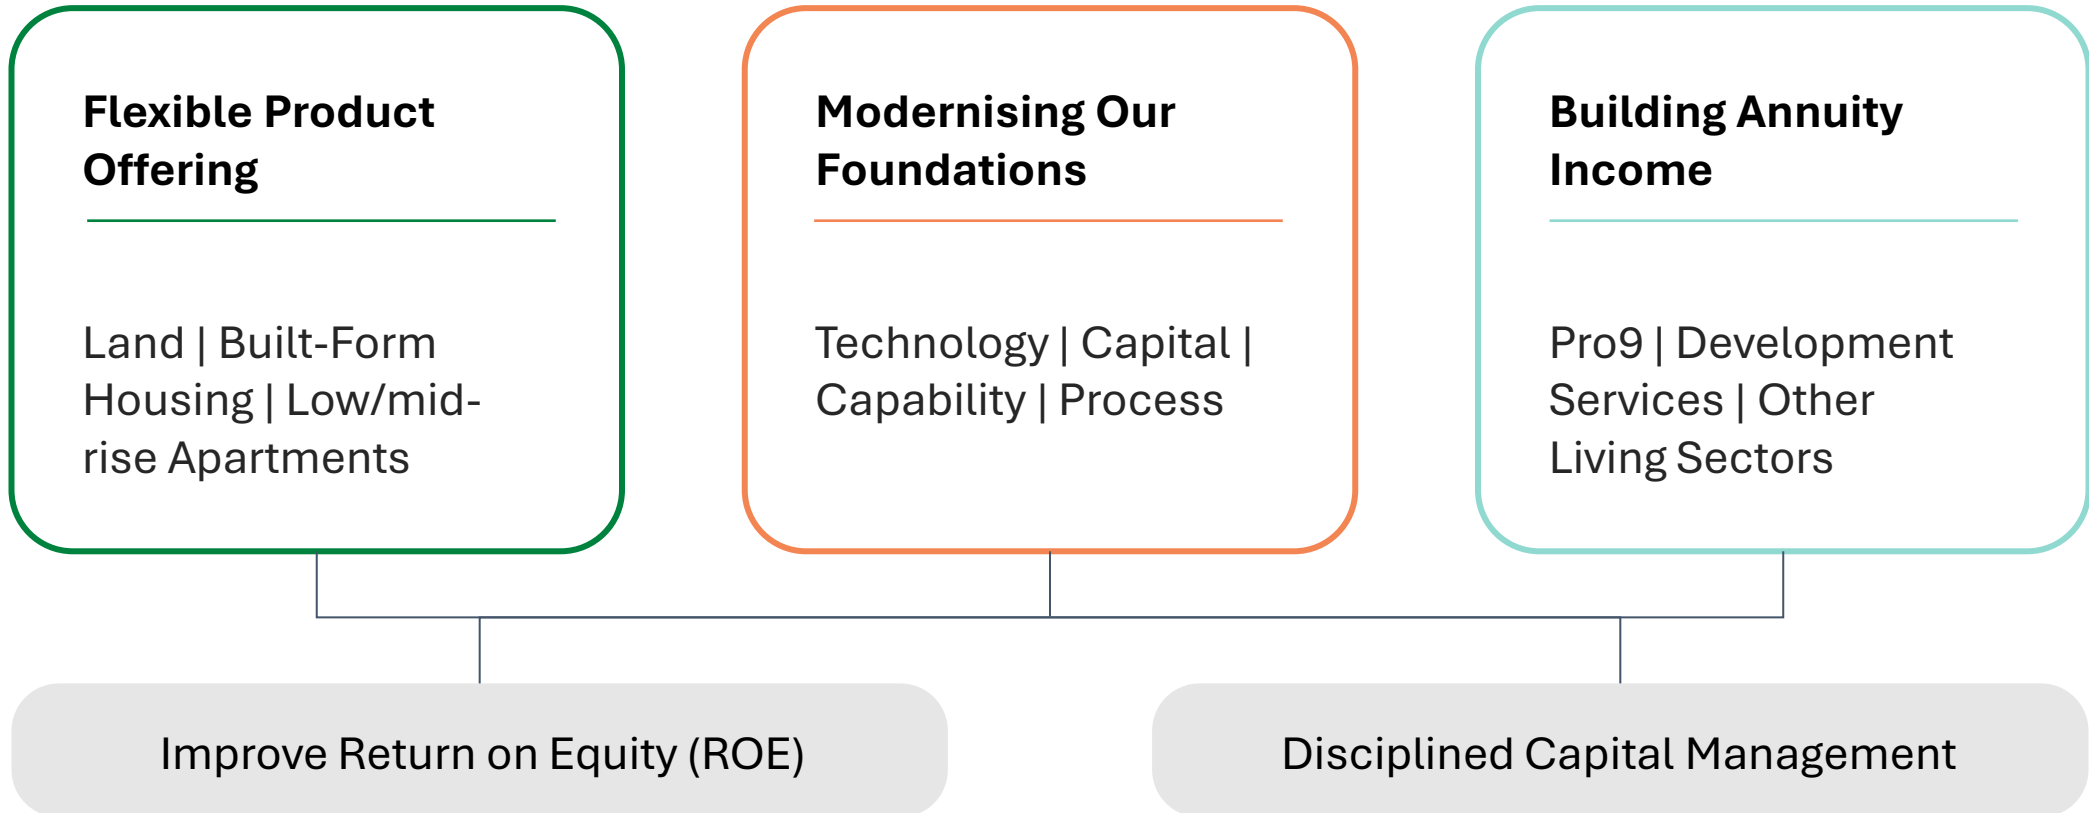 Flexible Product
Offering
Land | Built-Form
Housing | Low/mid-
rise Apartments
Modernising Our
Foundations
Technology | Capital |
Capability | Process
Building Annuity
Income
Pro9 | Development
Services | Other
Living Sectors
Improve Return on Equity (ROE)
Disciplined Capital Management